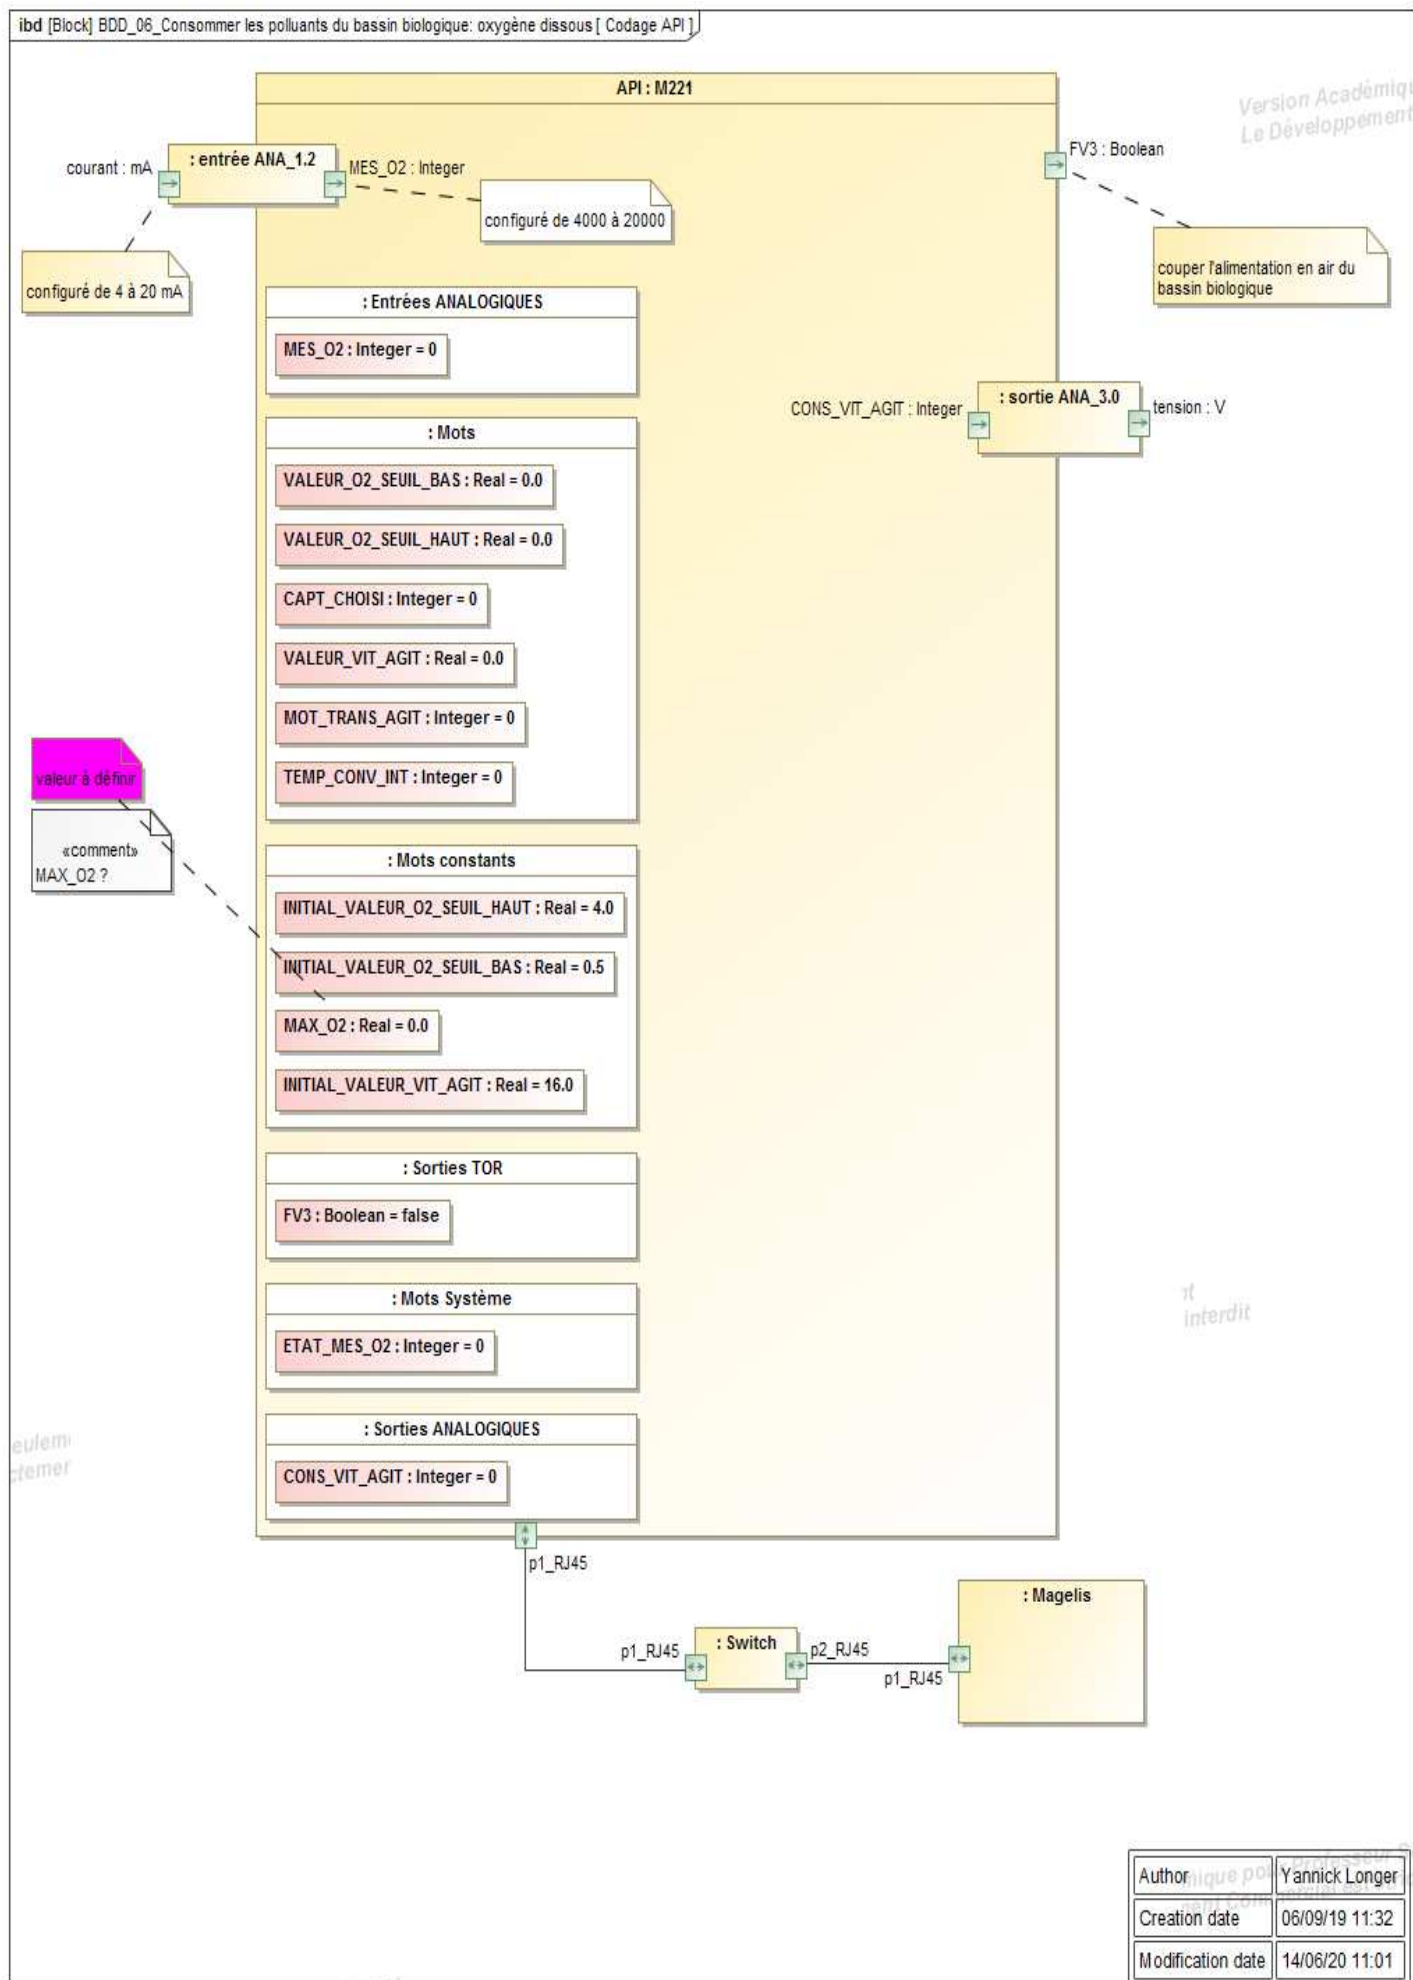 ibd [Block] BDD_06_Consommer les polluants du bassin biologique: oxygène dissous [ Codage API ]
API : M221
Version Académiqu
Le Développement
: entrée ANA_1.2
courant : mA
MES_O2 : Integer
FV3 : Boolean
configuré de 4000 à 20000
configuré de 4 à 20 mA
couper l'alimentation en air du
bassin biologique
: Entrées ANALOGIQUES
MES_O2 : Integer = 0
: sortie ANA_3.0
CONS_VIT_AGIT : Integer
tension : V
: Mots
VALEUR_O2_SEUIL_BAS : Real = 0.0
VALEUR_O2_SEUIL_HAUT : Real = 0.0
CAPT_CHOISI : Integer = 0
VALEUR_VIT_AGIT : Real = 0.0
MOT_TRANS_AGIT : Integer = 0
TEMP_CONV_INT : Integer = 0
valeur à définir
«comment»
MAX_O2 ?
: Mots constants
INITIAL_VALEUR_O2_SEUIL_HAUT : Real = 4.0
INITIAL_VALEUR_O2_SEUIL_BAS : Real = 0.5
MAX_O2 : Real = 0.0
INITIAL_VALEUR_VIT_AGIT : Real = 16.0
: Sorties TOR
FV3 : Boolean = false
: Mots Système
ETAT_MES_O2 : Integer = 0
interdit
: Sorties ANALOGIQUES
CONS_VIT_AGIT : Integer = 0
p1_RJ45
: Magelis
: Switch
p1_RJ45
p2_RJ45
p1_RJ45
Author
Yannick Longer
Creation date
06/09/19 11:32
Modification date
14/06/20 11:01